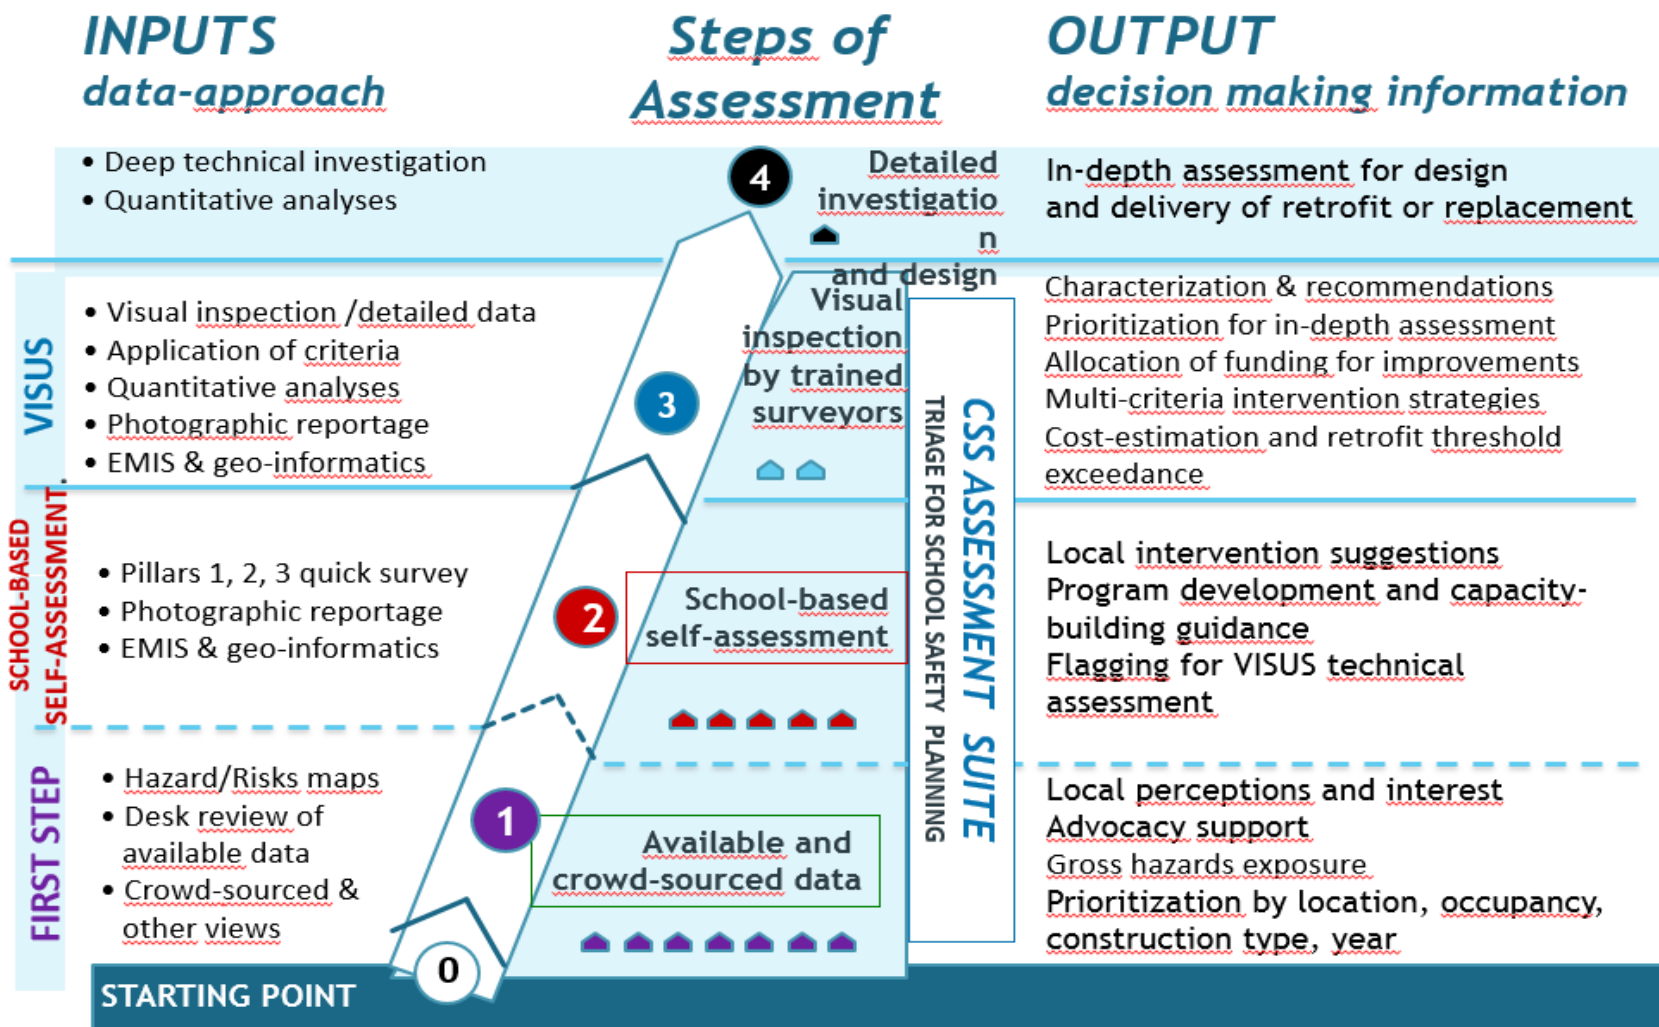 INPUTS
data-approach
Steps of
Assessment
OUTPUT
decision making information
• Deep technical investigation
• Quantitative analyses
4
Detailed
investigatio
n
and design
In-depth assessment for design
and delivery of retrofit or replacement
VISUS
• Visual inspection /detailed data
• Application of criteria
• Quantitative analyses
• Photographic reportage
• EMIS & geo-informatics
3
Visual
inspection
by trained
surveyors
Characterization & recommendations
Prioritization for in-depth assessment
Allocation of funding for improvements
Multi-criteria intervention strategies
Cost-estimation and retrofit threshold
exceedance
CSS ASSESSMENT SUITE
TRIAGE FOR SCHOOL SAFETY PLANNING
SCHOOL-BASED
SELF-ASSESSMENT.
• Pillars 1, 2, 3 quick survey
• Photographic reportage
• EMIS & geo-informatics
2
School-based
self-assessment
Local intervention suggestions
Program development and capacity-
building guidance
Flagging for VISUS technical
assessment
FIRST STEP
• Hazard/Risks maps
• Desk review of
available data
• Crowd-sourced &
other views
1
Available and
crowd-sourced data
Local perceptions and interest
Advocacy support
Gross hazards exposure
Prioritization by location, occupancy,
construction type, year
0
STARTING POINT